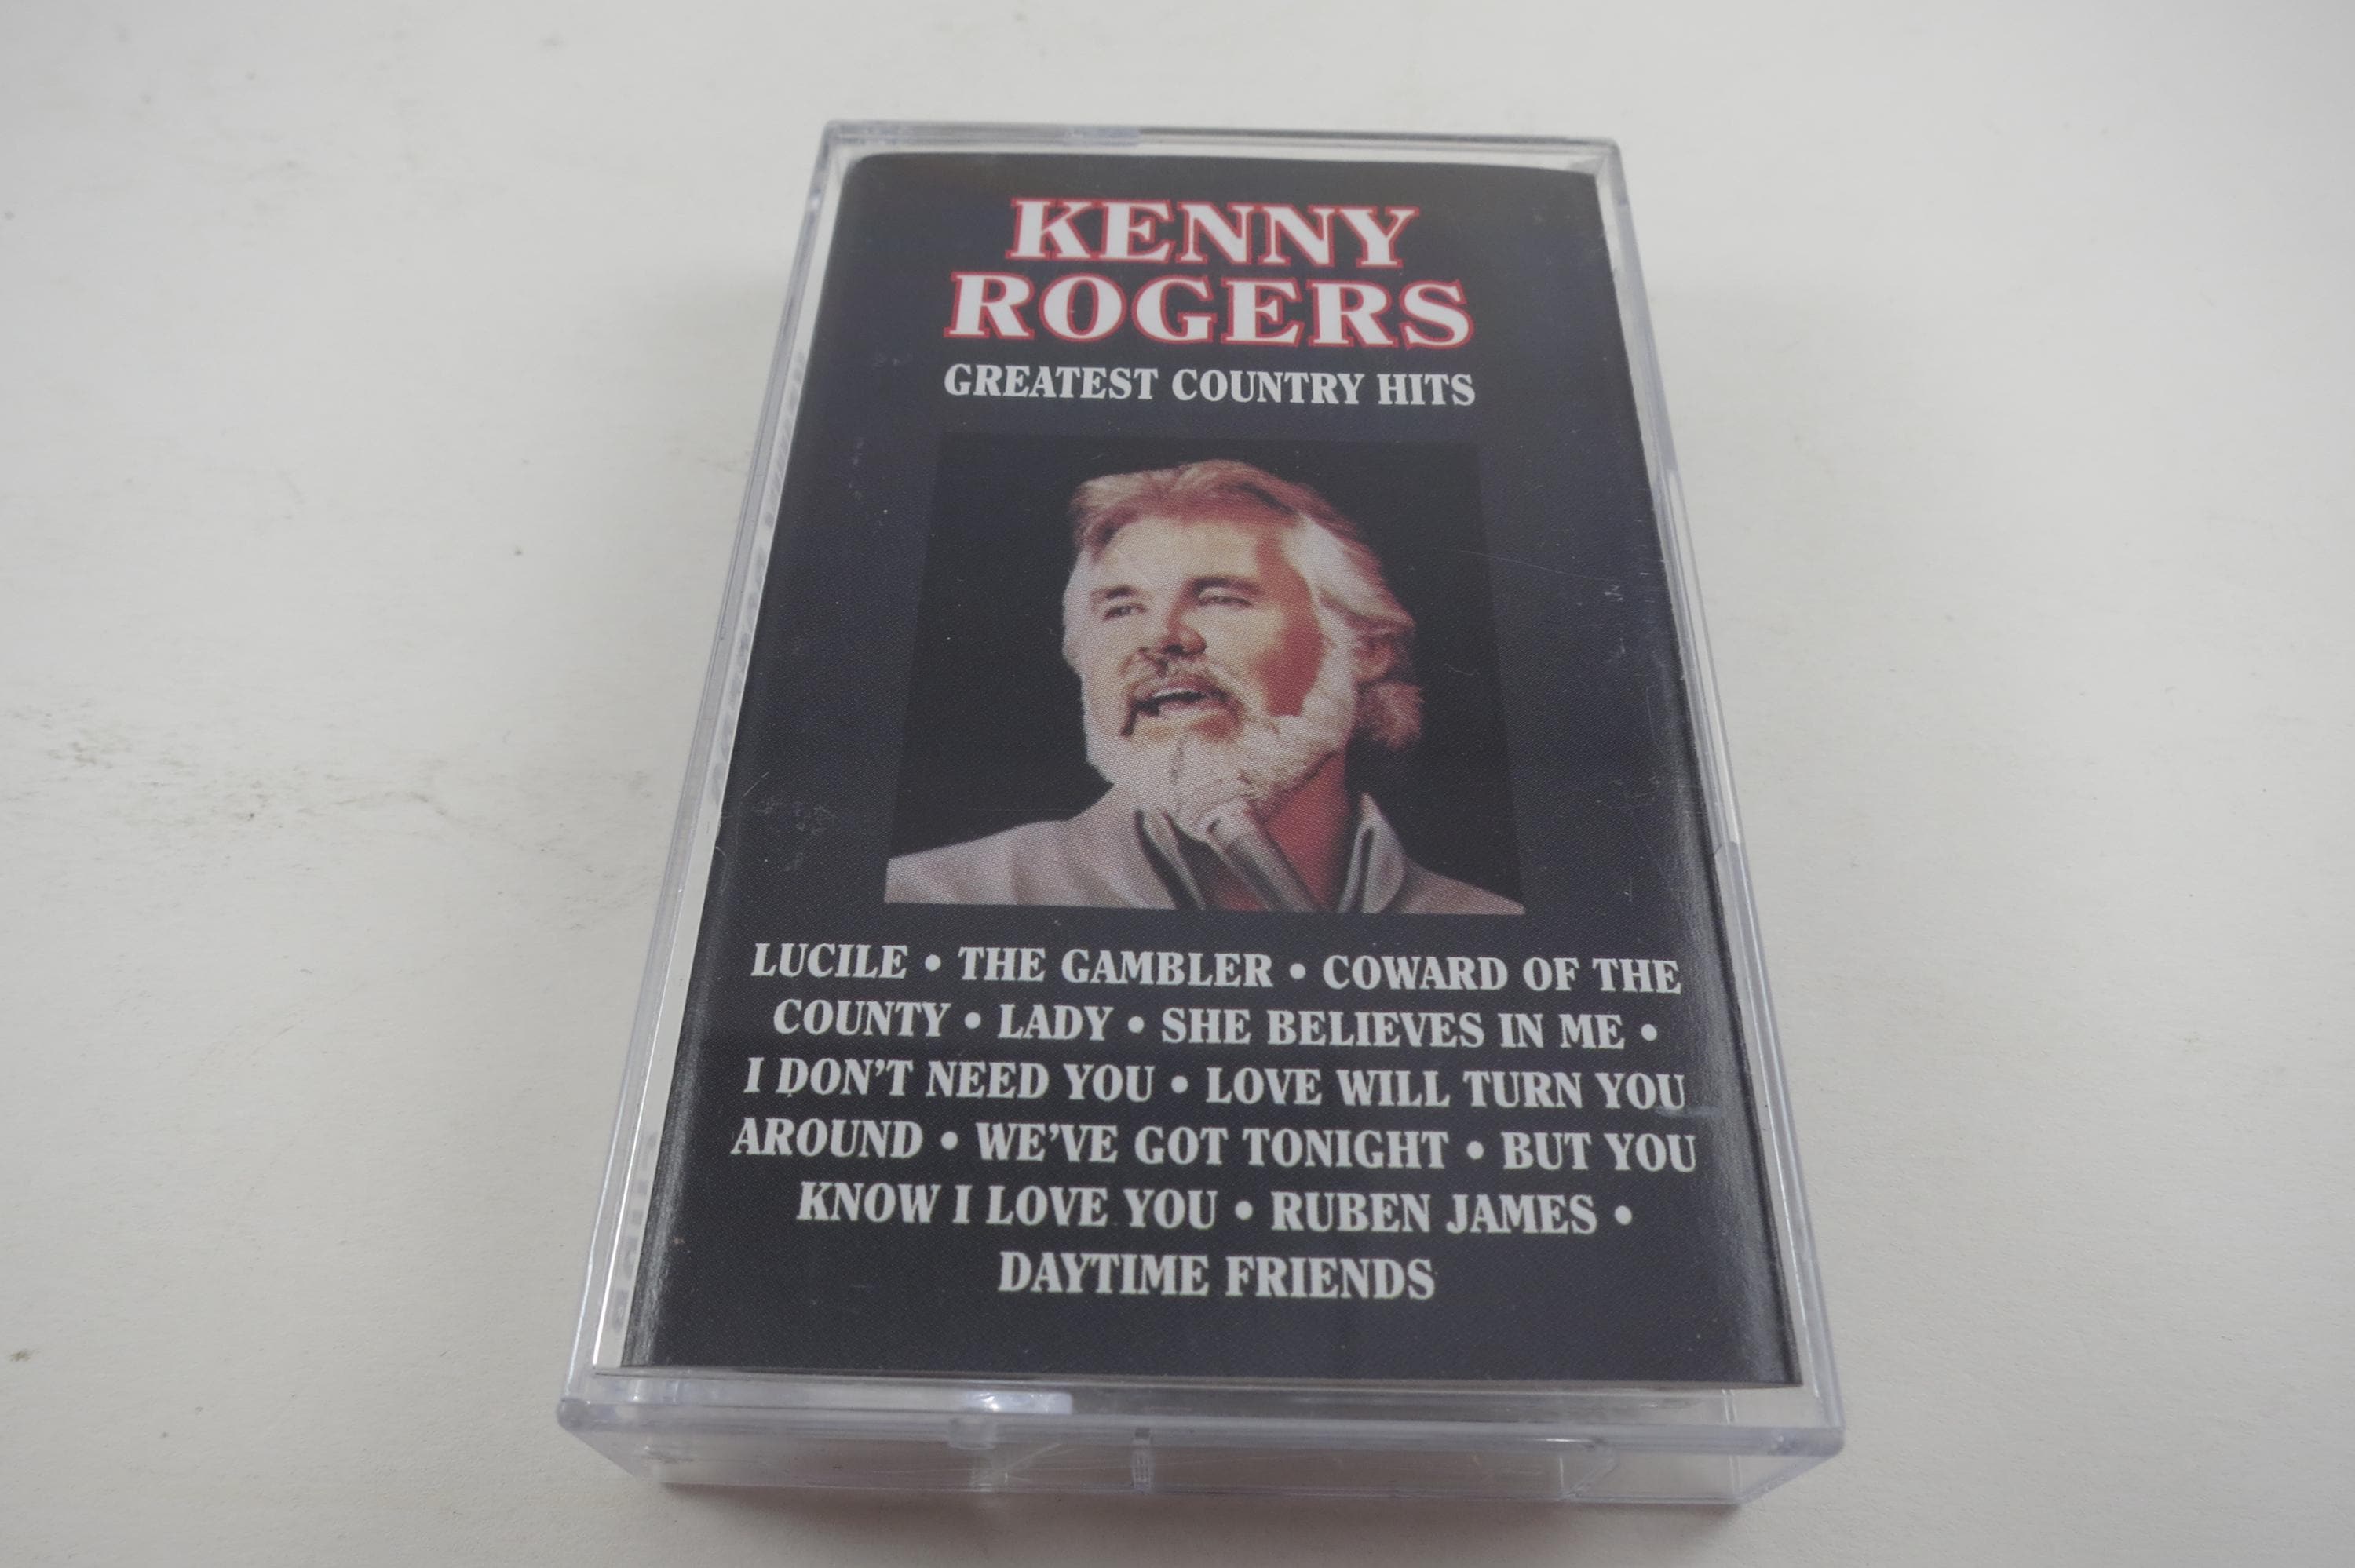 KENNY
ROGERS
GREATEST COUNTRY HITS
LUCILE • THE GAMBLER • COWARD OF THE
COUNTY • LADY • SHE BELIEVES IN ME •
I DON'T NEED YOU • LOVE WILL TURN YOU
AROUND • WE'VE GOT TONIGHT • BUT YOU
KNOW I LOVE YOU • RUBEN JAMES •
DAYTIME FRIENDS